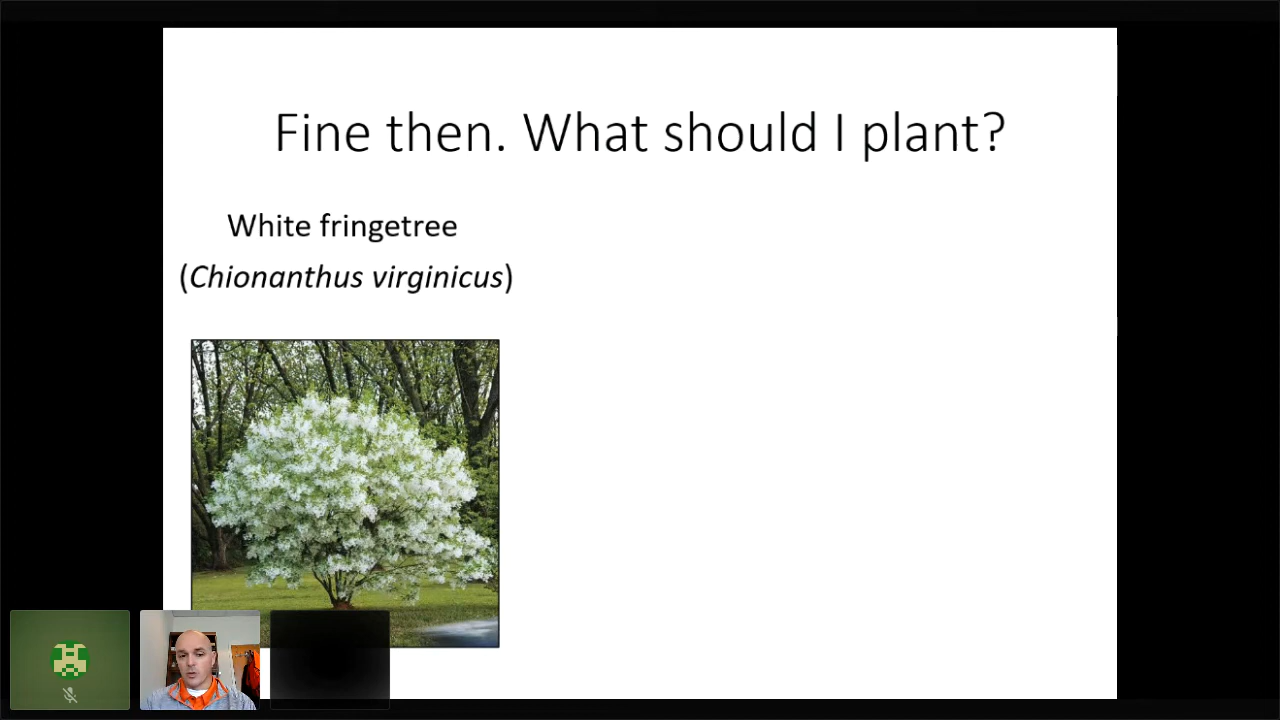 Fine then. What should I plant?
White fringetree
(Chionanthus virginicus)